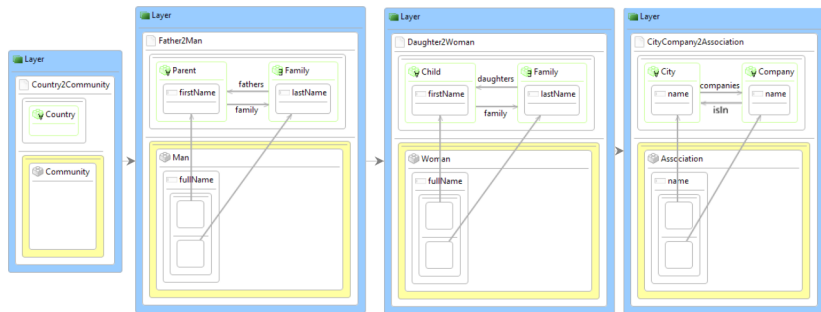 Layer
Country2Community
Country
Community
Layer
Father2Man
Parent
Family
fathers
firstName
lastName
family
Man
fullName
Layer
Daughter2Woman
Child
Family
daughters
firstName
lastName
family
Woman
fullName
Layer
CityCompany2Association
City
Company
companies
name
name
isIn
Association
name